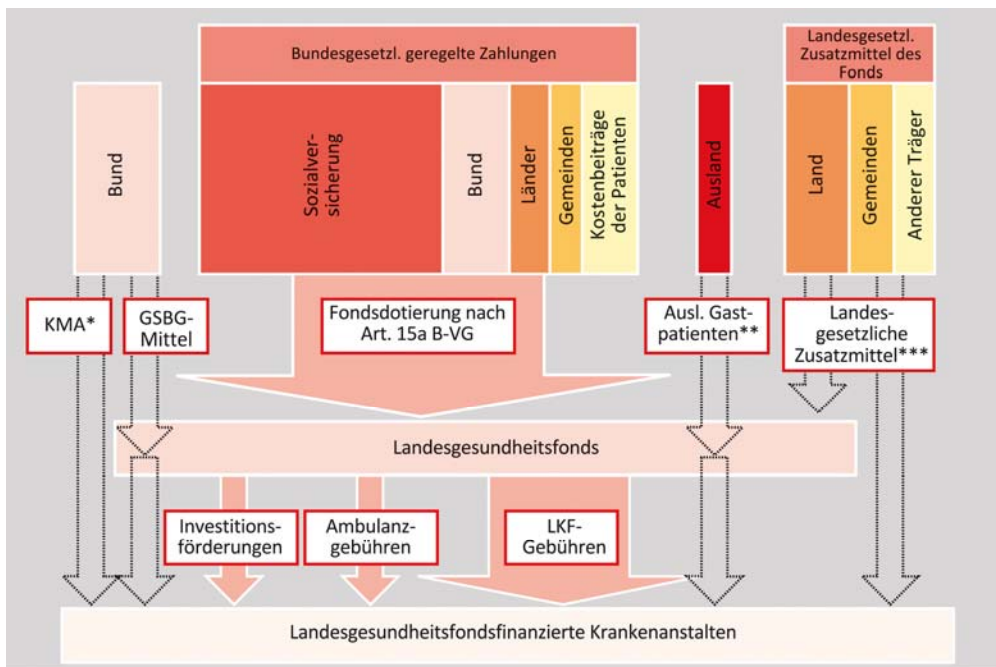 Bundesgesetzl. geregelte Zahlungen
Landesgesetzl.
Zusatzmittel des
Fonds
Bund
Sozialver-
sicherung
Bund
Länder
Gemeinden
Kostenbeiträge
der Patienten
Ausland
Land
Gemeinden
Anderer Träger
KMA*
GSBG-
Mittel
Fondsdotierung nach
Art. 15a B-VG
Ausl. Gast-
patienten**
Landes-
gesetzliche
Zusatzmittel***
Landesgesundheitsfonds
Investitions-
förderungen
Ambulanz-
gebühren
LKF-
Gebühren
Landesgesundheitsfondsfinanzierte Krankenanstalten